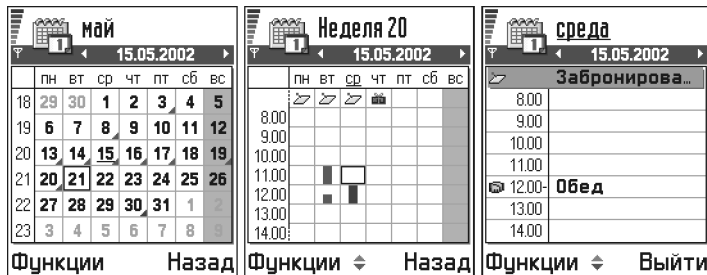 май
15.05.2002
пн вт ср чт пт сб вс
18 29 30 1 2 3 4 5
19 6 7 8 9 10 11 12
20 13 14 15 16 17 18 19
21 20 21 22 23 24 25 26
22 27 28 29 30 31 1 2
23 3 4 5 6 7 8 9
Функции Назад
Неделя 20
15.05.2002
пн вт ср чт пт сб вс
8.00
9.00
10.00
11.00
12.00
13.00
14.00
Функции Назад
среда
15.05.2002
Забронирова...
8.00
9.00
10.00
11.00
12.00- Обед
13.00
14.00
Функции Выйти